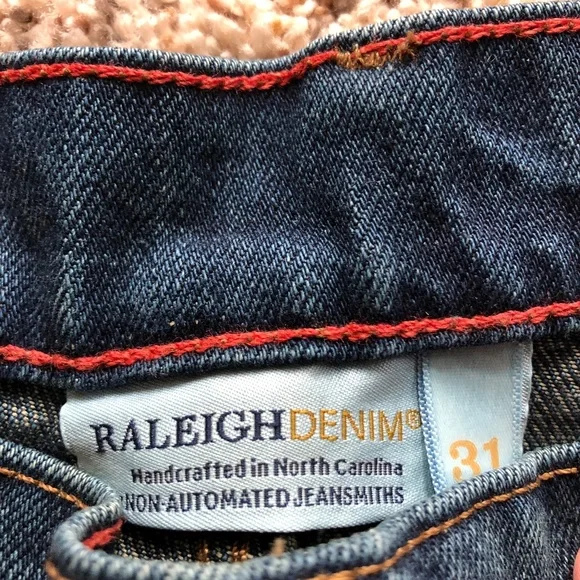 RALEIGHDENIM®
Handcrafted in North Carolina
NON-AUTOMATED JEANSMITHS
31